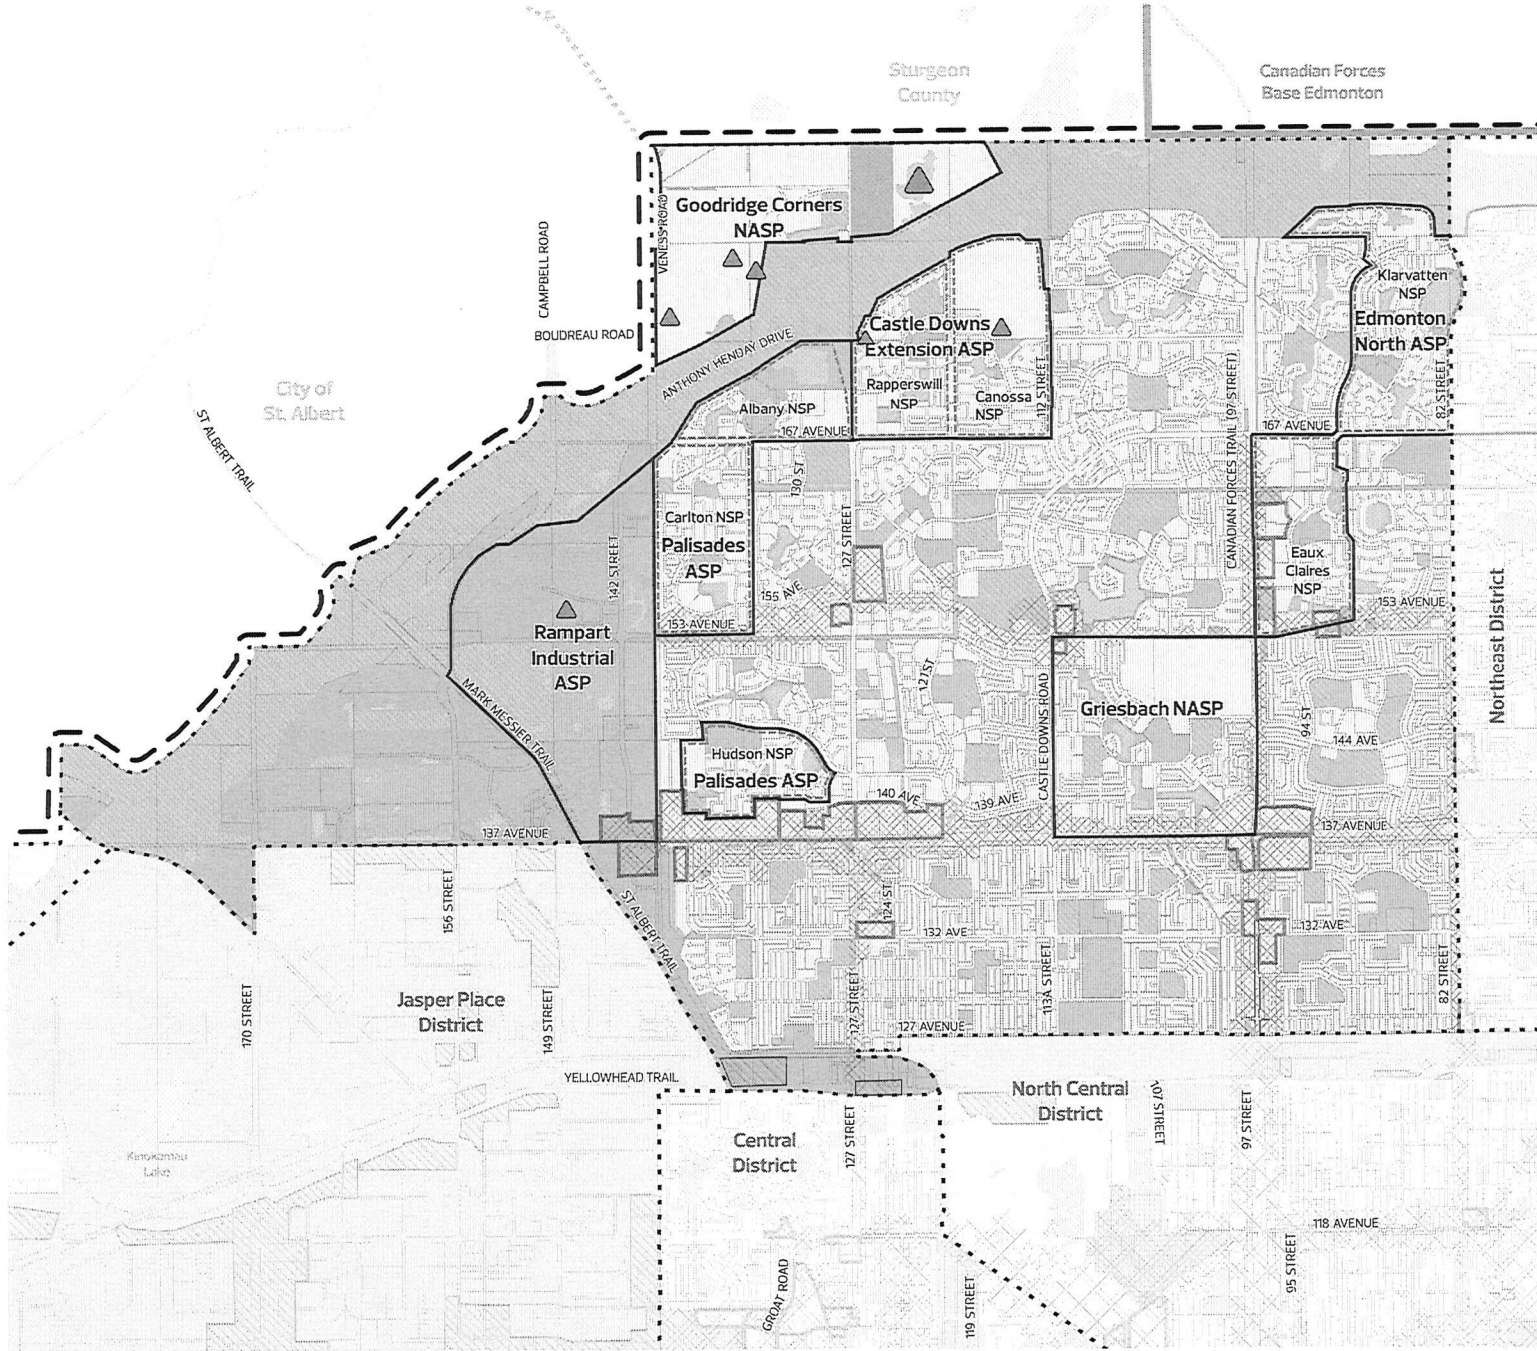 Sturgeon
County
Canadian Forces
Base Edmonton
Goodridge Corners
NASP
VENESS ROAD
CAMPBELL ROAD
BOUDREAU ROAD
ANTHONY HENDAY DRIVE
City of
St. Albert
ST ALBERT TRAIL
Castle Downs
Extension ASP
Rapperswill
NSP
Canossa
NSP
112 STREET
Albany NSP
167 AVENUE
Klarvatten
NSP
Edmonton
North ASP
82 STREET
167 AVENUE
CANADIAN FORCES TRAIL (97 STREET)
130 ST
Carlton NSP
Palisades
ASP
127 STREET
142 STREET
155 AVE
153 AVENUE
Eaux
Claires
NSP
153 AVENUE
Northeast District
Rampart
Industrial
ASP
MARK MESSIER TRAIL
121 ST
CASTLE DOWNS ROAD
Griesbach NASP
94 ST
144 AVE
Hudson NSP
Palisades ASP
140 AVE
139 AVE
137 AVENUE
137 AVENUE
156 STREET
ST ALBERT TRAIL
124 ST
132 AVE
132 AVE
113A STREET
82 STREET
127 STREET
127 AVENUE
Jasper Place
District
170 STREET
149 STREET
YELLOWHEAD TRAIL
North Central
District
107 STREET
97 STREET
127 STREET
Central
District
Kinokamau
Lake
118 AVENUE
95 STREET
GROAT ROAD
119 STREET